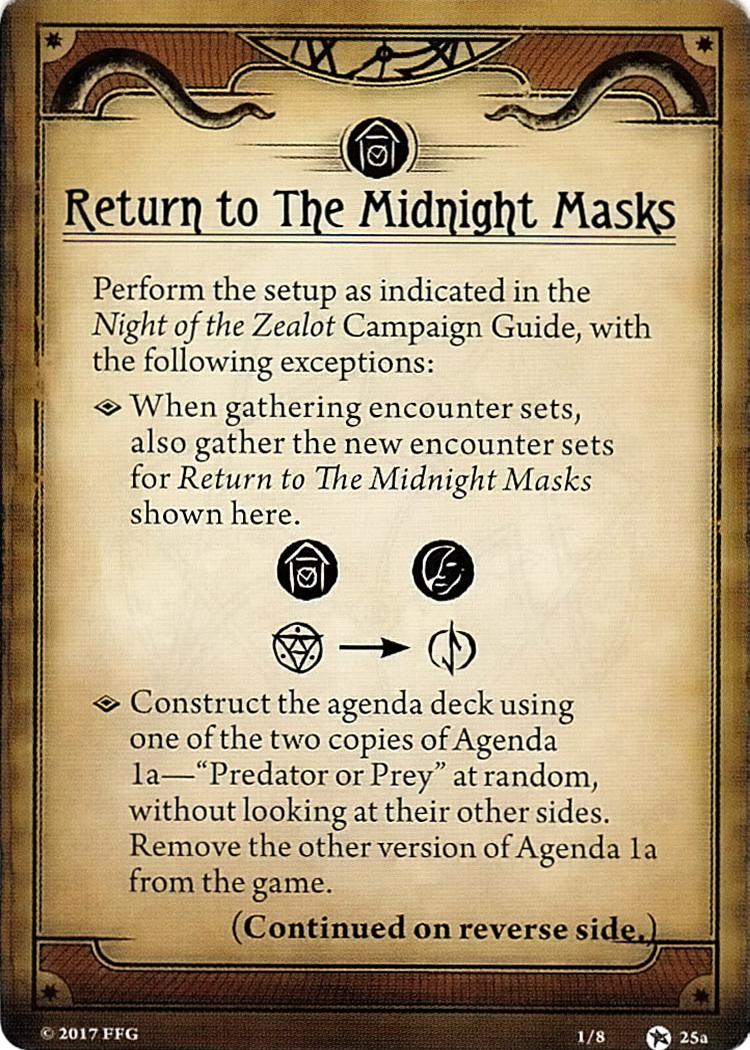 Return to The Midnight Masks
Perform the setup as indicated in the
Night of the Zealot Campaign Guide, with
the following exceptions:
When gathering encounter sets,
also gather the new encounter sets
for Return to The Midnight Masks
shown here.
Construct the agenda deck using
one of the two copies of Agenda
1a—“Predator or Prey” at random,
without looking at their other sides.
Remove the other version of Agenda 1a
from the game.
(Continued on reverse side.)
© 2017 FFG
1/8
25a